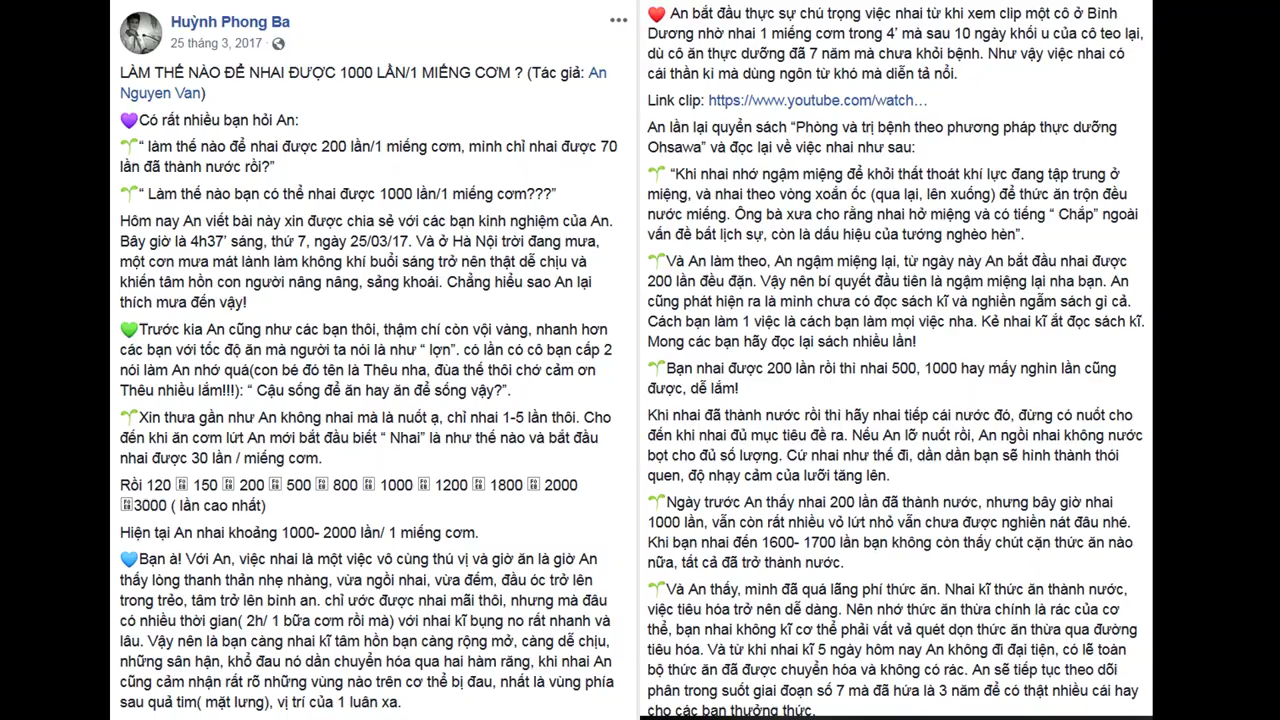 Huỳnh Phong Ba
25 tháng 3, 2017 ·
LÀM THẾ NÀO ĐỂ NHAI ĐƯỢC 1000 LẦN/1 MIẾNG CƠM ? (Tác giả: An
Nguyen Van)
💜Có rất nhiều bạn hỏi An:
🌱“ làm thế nào để nhai được 200 lần/1 miếng cơm, mình chỉ nhai được 70
lần đã thành nước rồi?”
🌱“ Làm thế nào bạn có thể nhai được 1000 lần/1 miếng cơm???”
Hôm nay An viết bài này xin được chia sẻ với các bạn kinh nghiệm của An.
Bây giờ là 4h37’ sáng, thứ 7, ngày 25/03/17. Và ở Hà Nội trời đang mưa,
một cơn mưa mát lành làm không khí buổi sáng trở nên thật dễ chịu và
khiến tâm hồn con người nâng nâng, sảng khoái. Chẳng hiểu sao An lại
thích mưa đến vậy!
💚Trước kia An cũng như các bạn thôi, thậm chí còn vội vàng, nhanh hơn
các bạn với tốc độ ăn mà người ta nói là như “ lợn”. có lần có cô bạn cấp 2
nói làm An nhớ quá(con bé đó tên là Thêu nha, đùa thế thôi chớ cảm ơn
Thêu nhiều lắm!!!): “ Cậu sống để ăn hay ăn để sống vậy?”.
🌱Xin thưa gần như An không nhai mà là nuốt ạ, chỉ nhai 1-5 lần thôi. Cho
đến khi ăn cơm lứt An mới bắt đầu biết “ Nhai” là như thế nào và bắt đầu
nhai được 30 lần / miếng cơm.
Rồi 120  150  200  500  800  1000  1200  1800  2000
3000 ( lần cao nhất)
Hiện tại An nhai khoảng 1000- 2000 lần/ 1 miếng cơm.
💙Bạn à! Với An, việc nhai là một việc vô cùng thú vị và giờ ăn là giờ An
thấy lòng thanh thản nhẹ nhàng, vừa ngồi nhai, vừa đếm, đầu óc trở lên
trong trẻo, tâm trở lên bình an. chỉ ước được nhai mãi thôi, nhưng mà đâu
có nhiều thời gian( 2h/ 1 bữa cơm rồi mà) với nhai kĩ bụng no rất nhanh và
lâu. Vậy nên là bạn càng nhai kĩ tâm hồn bạn càng rộng mở, càng dễ chịu,
những sân hận, khổ đau nó dần chuyển hóa qua hai hàm răng, khi nhai An
cũng cảm nhận rất rõ những vùng nào trên cơ thể bị đau, nhất là vùng phía
sau quả tim( mặt lưng), vị trí của 1 luân xa.
❤️ An bắt đầu thực sự chú trọng việc nhai từ khi xem clip một cô ở Bình
Dương nhờ nhai 1 miếng cơm trong 4’ mà sau 10 ngày khối u của cô teo lại,
dù cô ăn thực dưỡng đã 7 năm mà chưa khỏi bệnh. Như vậy việc nhai có
cái thần kì mà dùng ngôn từ khó mà diễn tả nổi.
Link clip: https://www.youtube.com/watch…
An lần lại quyển sách “Phòng và trị bệnh theo phương pháp thực dưỡng
Ohsawa” và đọc lại về việc nhai như sau:
🌱 “Khi nhai nhớ ngậm miệng để khỏi thất thoát khí lực đang tập trung ở
miệng, và nhai theo vòng xoắn ốc (qua lại, lên xuống) để thức ăn trộn đều
nước miếng. Ông bà xưa cho rằng nhai hở miệng và có tiếng “ Chắp” ngoài
vấn đề bất lịch sự, còn là dấu hiệu của tướng nghèo hèn”.
🌱Và An làm theo, An ngậm miệng lại, từ ngày này An bắt đầu nhai được
200 lần đều đặn. Vậy nên bí quyết đầu tiên là ngậm miệng lại nha bạn. An
cũng phát hiện ra là mình chưa có đọc sách kĩ và nghiền ngẫm sách gì cả.
Cách bạn làm 1 việc là cách bạn làm mọi việc nha. Kẻ nhai kĩ ắt đọc sách kĩ.
Mong các bạn hãy đọc lại sách nhiều lần!
🌱Bạn nhai được 200 lần rồi thì nhai 500, 1000 hay mấy nghìn lần cũng
được, dễ lắm!
Khi nhai đã thành nước rồi thì hãy nhai tiếp cái nước đó, đừng có nuốt cho
đến khi nhai đủ mục tiêu đề ra. Nếu An lỡ nuốt rồi, An ngồi nhai không nước
bọt cho đủ số lượng. Cứ nhai như thế đi, dần dần bạn sẽ hình thành thói
quen, độ nhạy cảm của lưỡi tăng lên.
🌱Ngày trước An thấy nhai 200 lần đã thành nước, nhưng bây giờ nhai
1000 lần, vẫn còn rất nhiều vỏ lứt nhỏ vẫn chưa được nghiền nát đâu nhé.
Khi bạn nhai đến 1600- 1700 lần bạn không còn thấy chút cặn thức ăn nào
nữa, tất cả đã trở thành nước.
🌱Và An thấy, mình đã quá lãng phí thức ăn. Nhai kĩ thức ăn thành nước,
việc tiêu hóa trở nên dễ dàng. Nên nhớ thức ăn thừa chính là rác của cơ
thể, bạn nhai không kĩ cơ thể phải vất vả quét dọn thức ăn thừa qua đường
tiêu hóa. Và từ khi nhai kĩ 5 ngày hôm nay An không đi đại tiện, có lẽ toàn
bộ thức ăn đã được chuyển hóa và không có rác. An sẽ tiếp tục theo dõi
phân trong suốt giai đoạn số 7 mà đã hứa là 3 năm để có thật nhiều cái hay
cho các bạn thưởng thức.